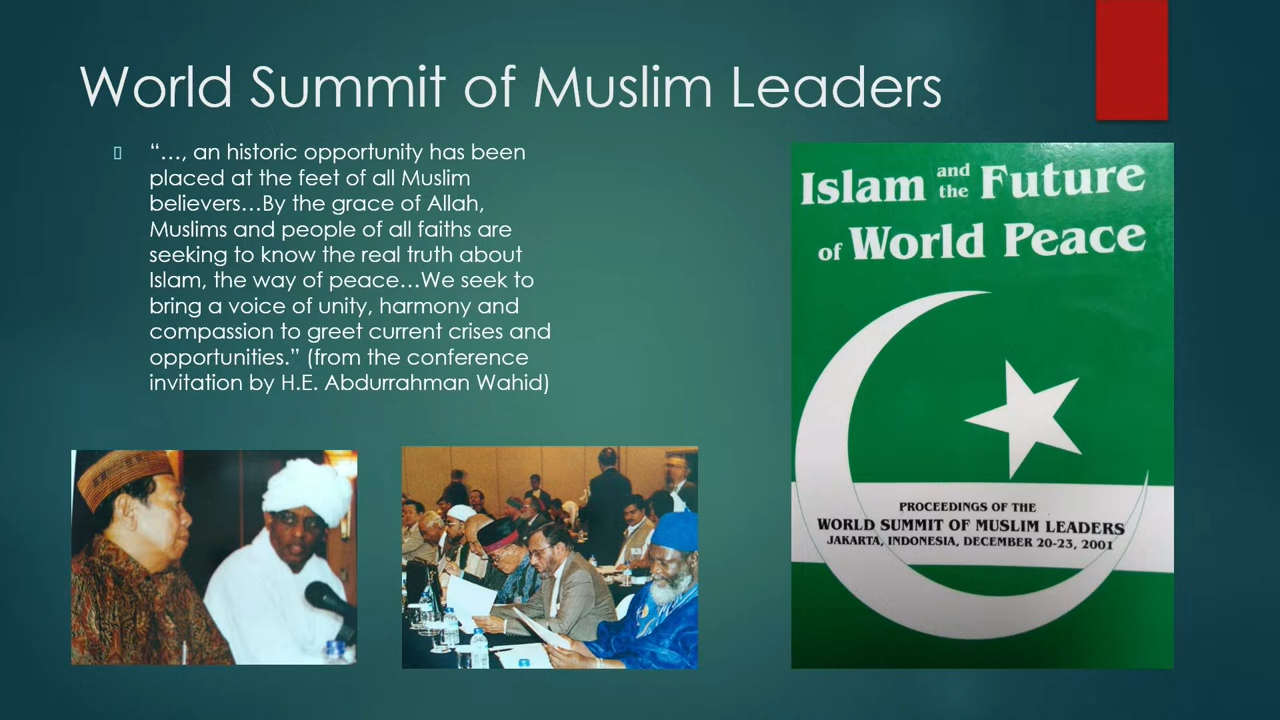 World Summit of Muslim Leaders
“…, an historic opportunity has been
placed at the feet of all Muslim
believers…By the grace of Allah,
Muslims and people of all faiths are
seeking to know the real truth about
Islam, the way of peace…We seek to
bring a voice of unity, harmony and
compassion to greet current crises and
opportunities.” (from the conference
invitation by H.E. Abdurrahman Wahid)
Islam and the Future
of World Peace
PROCEEDINGS OF THE
WORLD SUMMIT OF MUSLIM LEADERS
JAKARTA, INDONESIA, DECEMBER 20-23, 2001